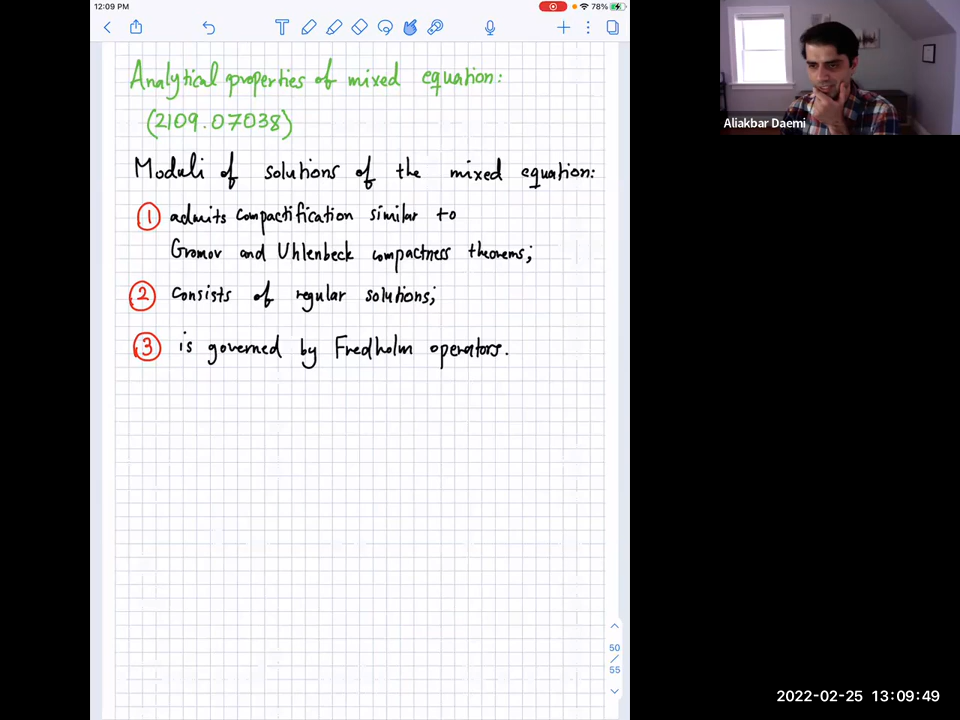 12:09 PM
78%
Analytical properties of mixed equation:
(2109.07038)
Moduli of solutions of the mixed equation:
1 admits compactification similar to
Gromov and Uhlenbeck compactness theorems;
2 consists of regular solutions;
3 is governed by Fredholm operators.
50
/
55
Aliakbar Daemi
2022-02-25 13:09:49